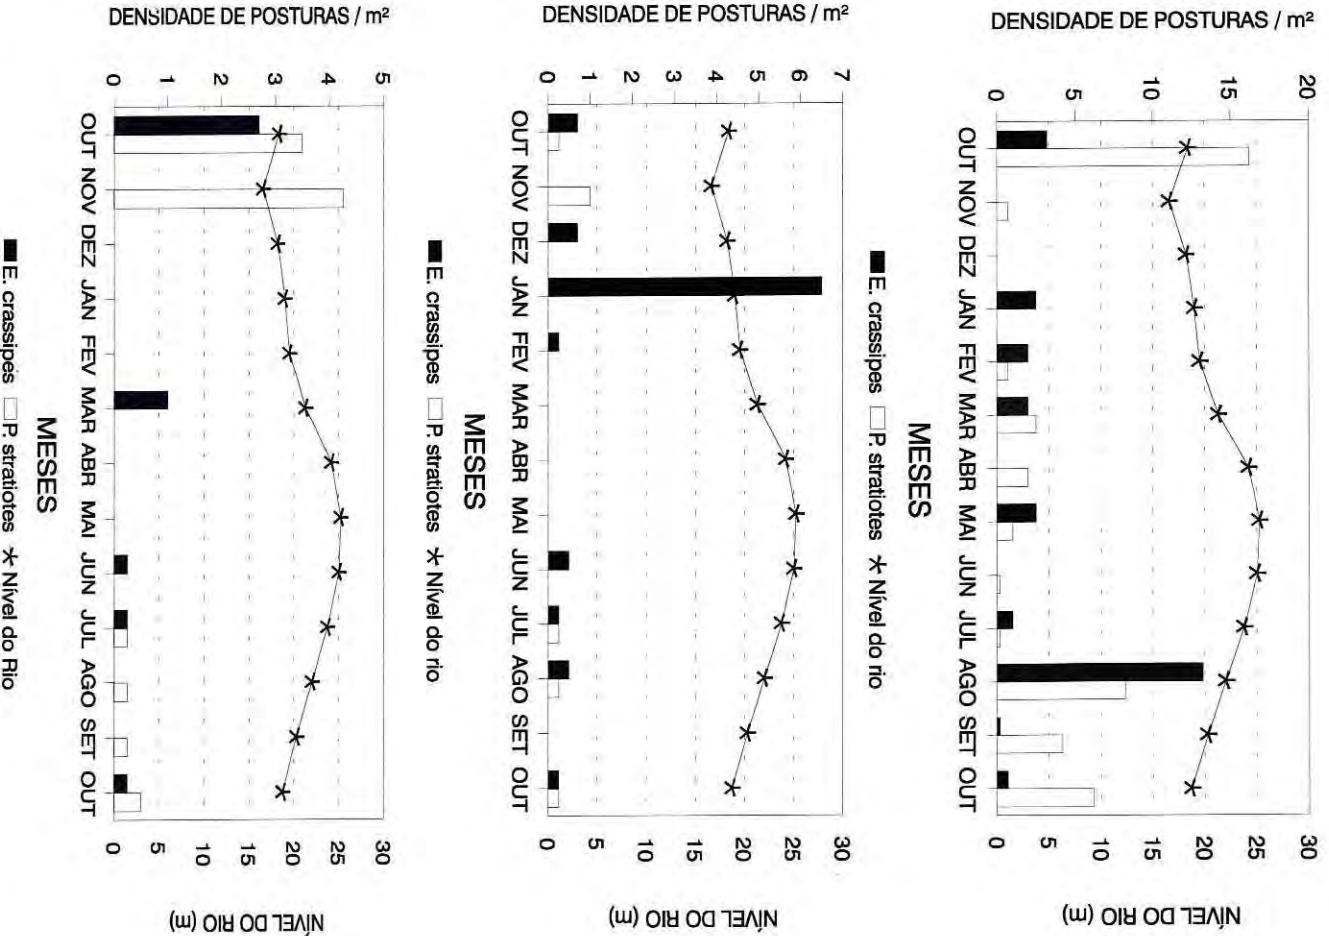 DENSIDADE DE POSTURAS / m²
0 5 10 15 20
OUT NOV DEZ JAN FEV MAR ABR MAI JUN JUL AGO SET OUT
0 5 10 15 20 25 30
NÍVEL DO RIO (m)
MESES
E. crassipes P. stratiotes Nível do rio
DENSIDADE DE POSTURAS / m²
0 1 2 3 4 5 6 7
OUT NOV DEZ JAN FEV MAR ABR MAI JUN JUL AGO SET OUT
0 5 10 15 20 25 30
NÍVEL DO RIO (m)
MESES
E. crassipes P. stratiotes Nível do rio
DENSIDADE DE POSTURAS / m²
0 1 2 3 4 5
OUT NOV DEZ JAN FEV MAR ABR MAI JUN JUL AGO SET OUT
0 5 10 15 20 25 30
NÍVEL DO RIO (m)
MESES
E. crassipes P. stratiotes Nível do Rio